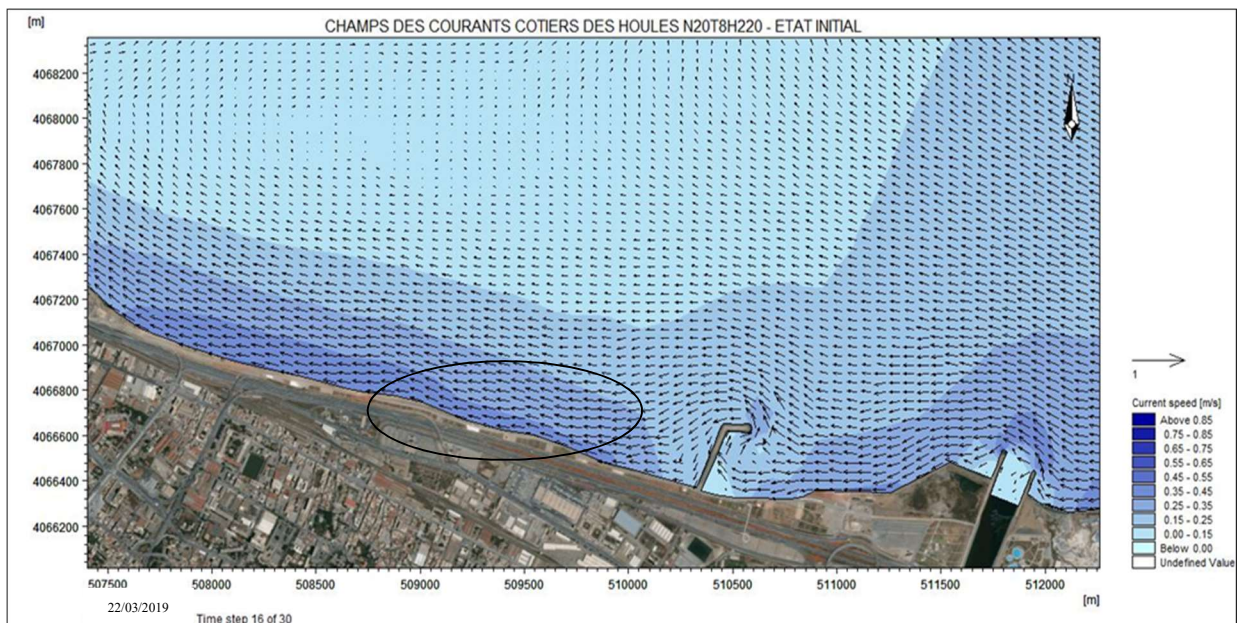 [m]
CHAMPS DES COURANTS COTIERS DES HOULES N20T8H220 - ETAT INITIAL
4068200
4068000
4067800
4067600
4067400
4067200
4067000
4066800
4066600
4066400
4066200
N
1
Current speed [m/s]
Above 0.85
0.75 - 0.85
0.65 - 0.75
0.55 - 0.65
0.45 - 0.55
0.35 - 0.45
0.25 - 0.35
0.15 - 0.25
0.00 - 0.15
Below 0.00
Undefined Value
507500 508000 508500 509000 509500 510000 510500 511000 511500 512000
[m]
22/03/2019
Time step 16 of 30